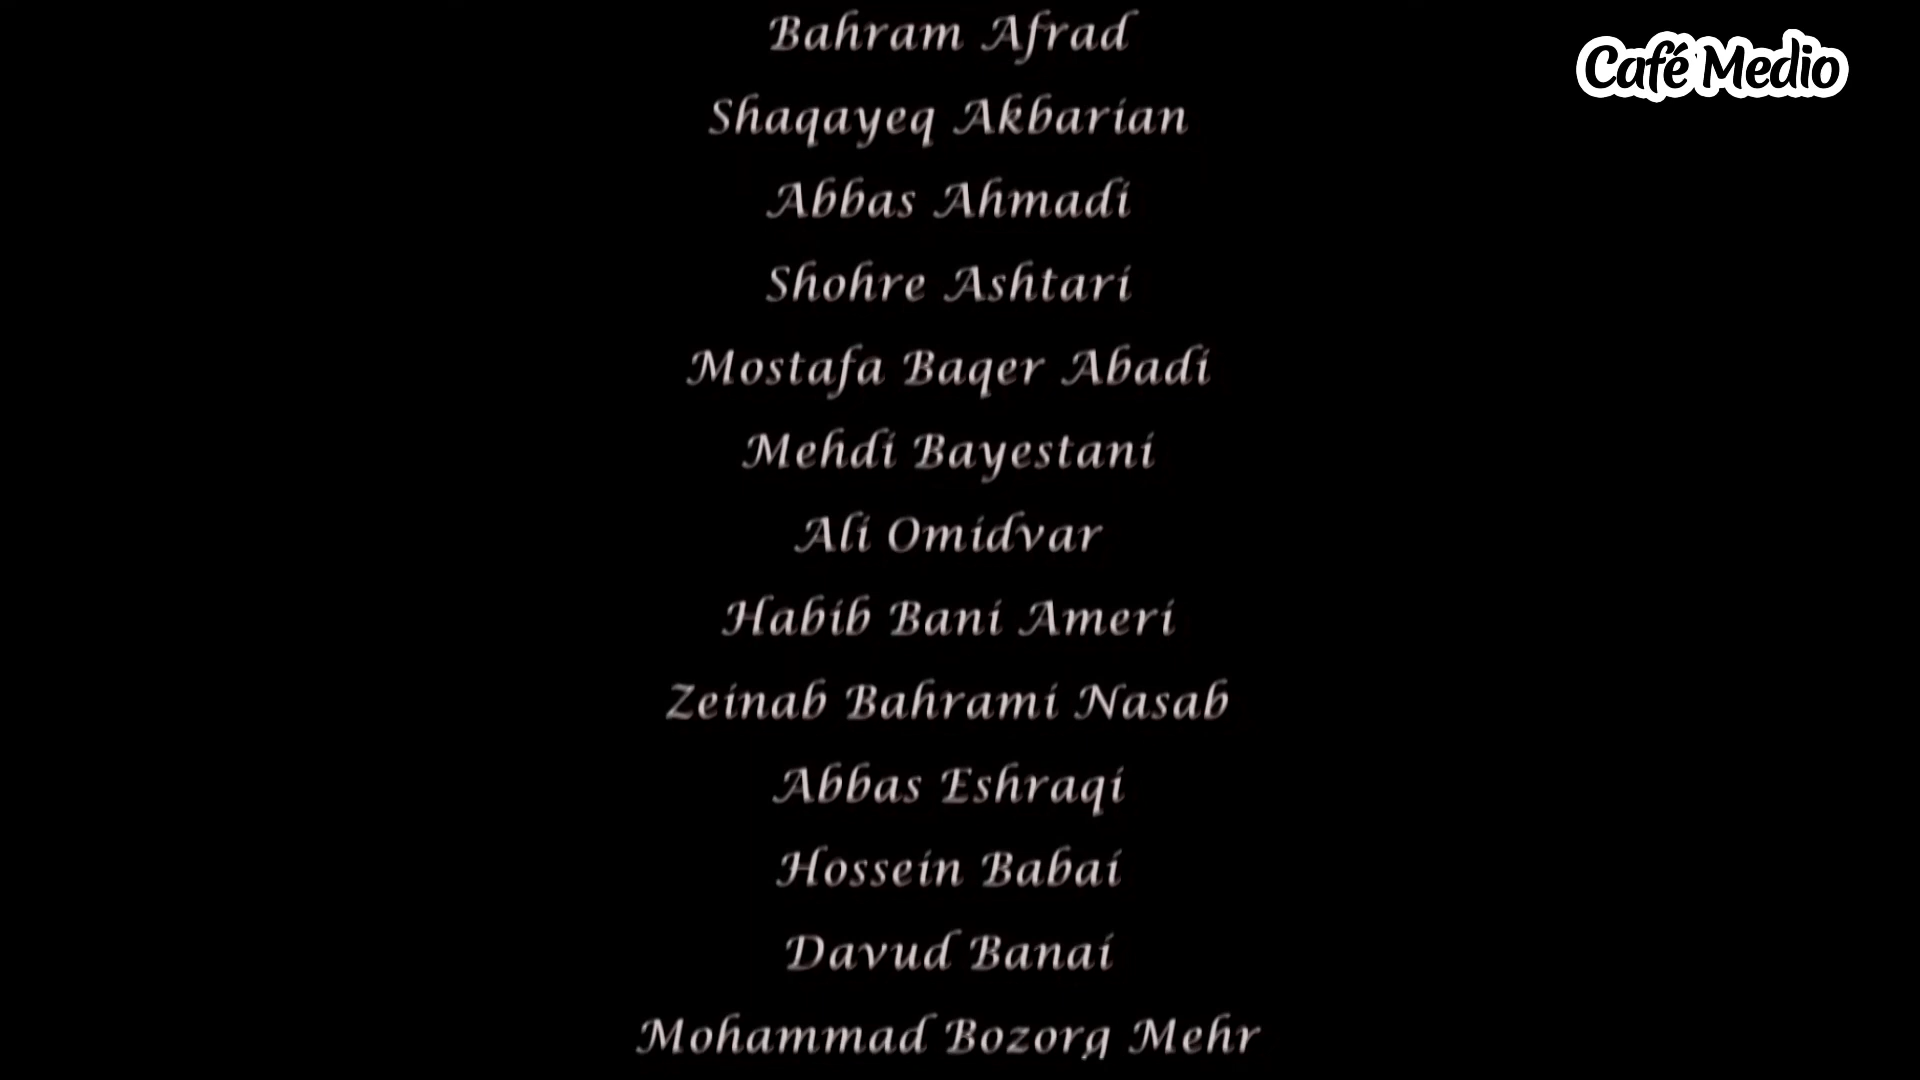 Bahram Afrad
Café Medio
Shaqayeq Akbarian
Abbas Ahmadi
Shohre Ashtari
Mostafa Baqer Abadi
Mehdi Bayestani
Ali Omidvar
Habib Bani Ameri
Zeinab Bahrami Nasab
Abbas Eshraqi
Hossein Babai
Davud Banai
Mohammad Bozorg Mehr